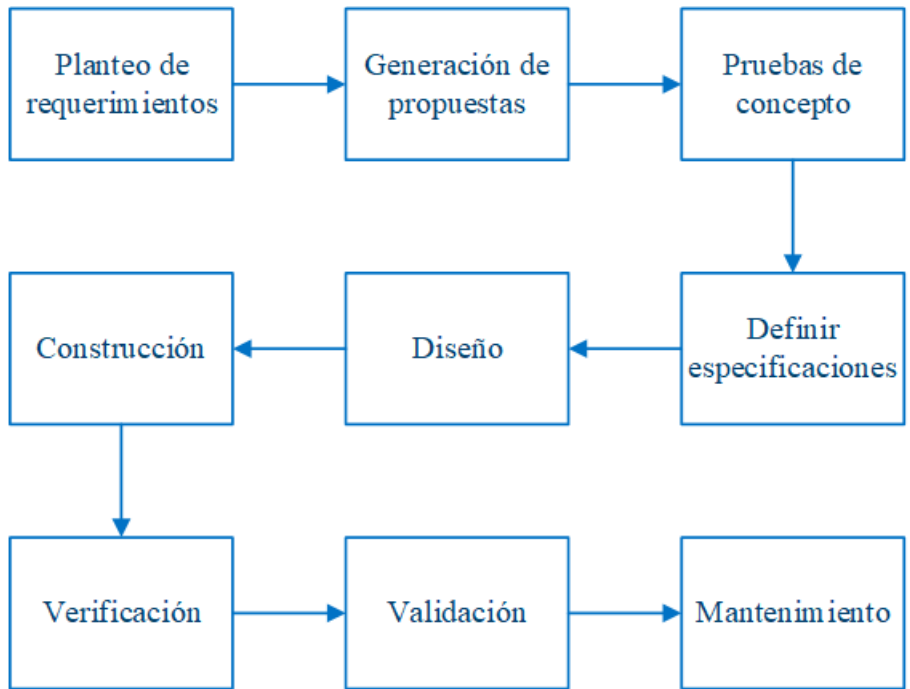 Planteo de
requerimientos
Generación de
propuestas
Pruebas de
concepto
Definir
especificaciones
Diseño
Construcción
Verificación
Validación
Mantenimiento